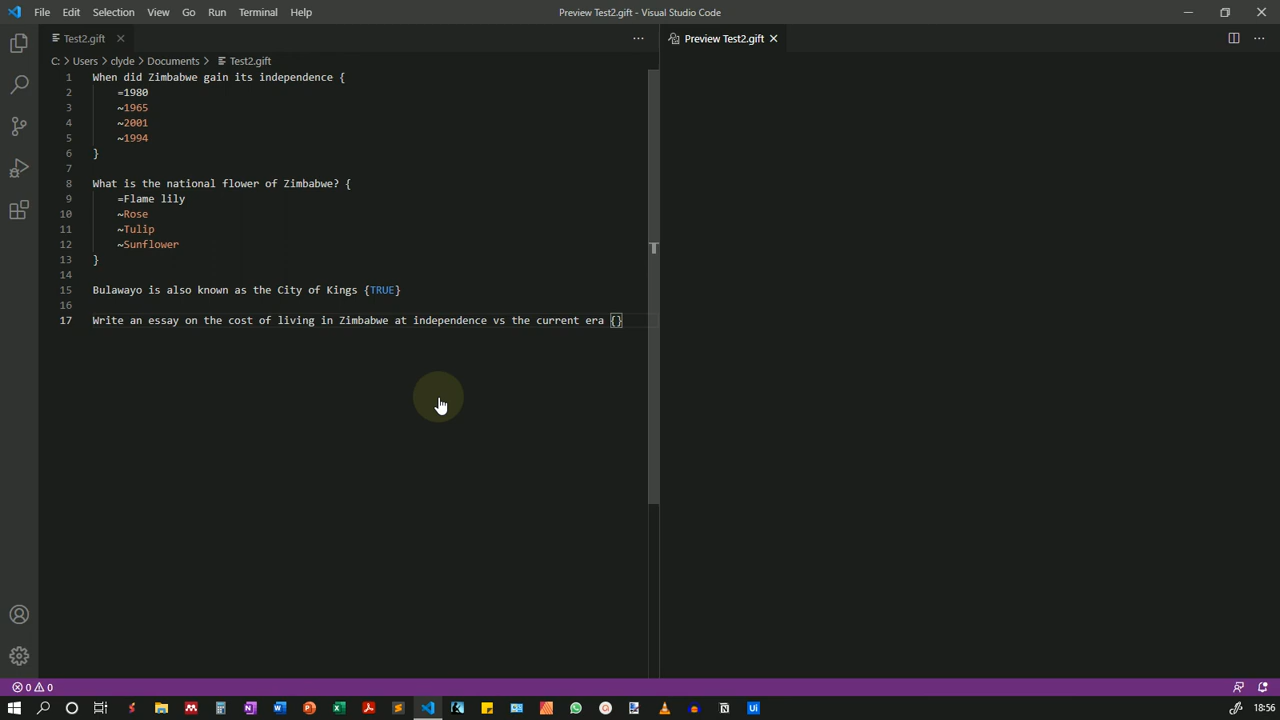 File Edit Selection View Go Run Terminal Help
Preview Test2.gift - Visual Studio Code
Test2.gift
Preview Test2.gift
C: > Users > clyde > Documents > Test2.gift
1 When did Zimbabwe gain its independence {
2 =1980
3 ~1965
4 ~2001
5 ~1994
6 }
7
8 What is the national flower of Zimbabwe? {
9 =Flame lily
10 ~Rose
11 ~Tulip
12 ~Sunflower
13 }
14
15 Bulawayo is also known as the City of Kings {TRUE}
16
17 Write an essay on the cost of living in Zimbabwe at independence vs the current era {}
0 0
18:56